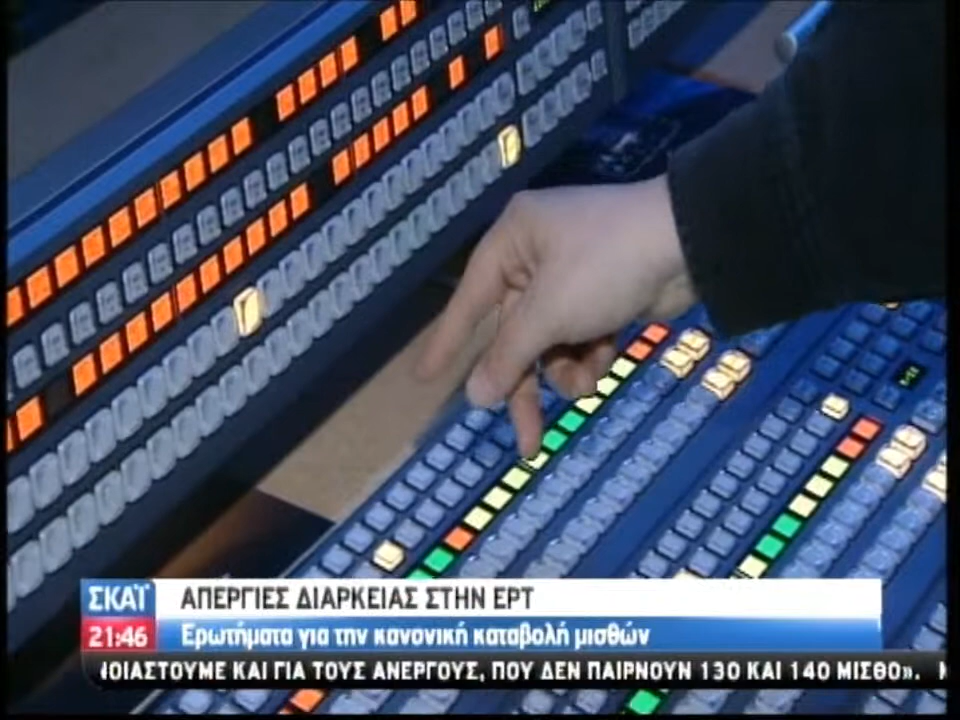 ΣΚΑΪ
ΑΠΕΡΓΙΕΣ ΔΙΑΡΚΕΙΑΣ ΣΤΗΝ ΕΡΤ
21:46
Ερωτήματα για την κανονική καταβολή μισθών
ΝΟΙΑΣΤΟΥΜΕ ΚΑΙ ΓΙΑ ΤΟΥΣ ΑΝΕΡΓΟΥΣ, ΠΟΥ ΔΕΝ ΠΑΙΡΝΟΥΝ 130 ΚΑΙ 140 ΜΙΣΘΟ».